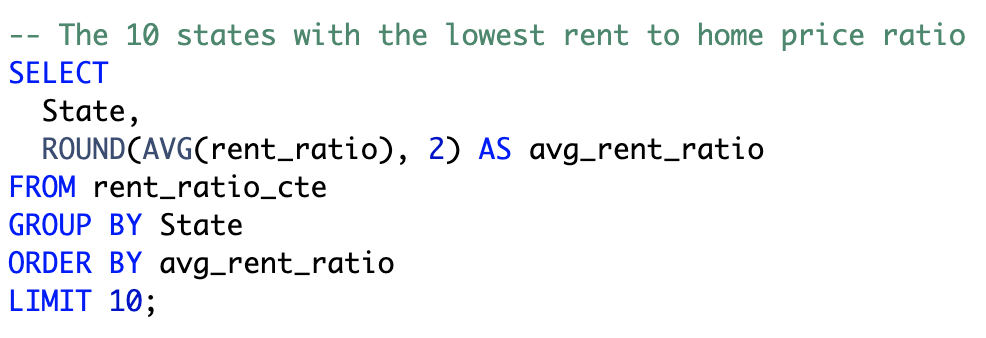 -- The 10 states with the lowest rent to home price ratio
SELECT
  State,
  ROUND(AVG(rent_ratio), 2) AS avg_rent_ratio
FROM rent_ratio_cte
GROUP BY State
ORDER BY avg_rent_ratio
LIMIT 10;